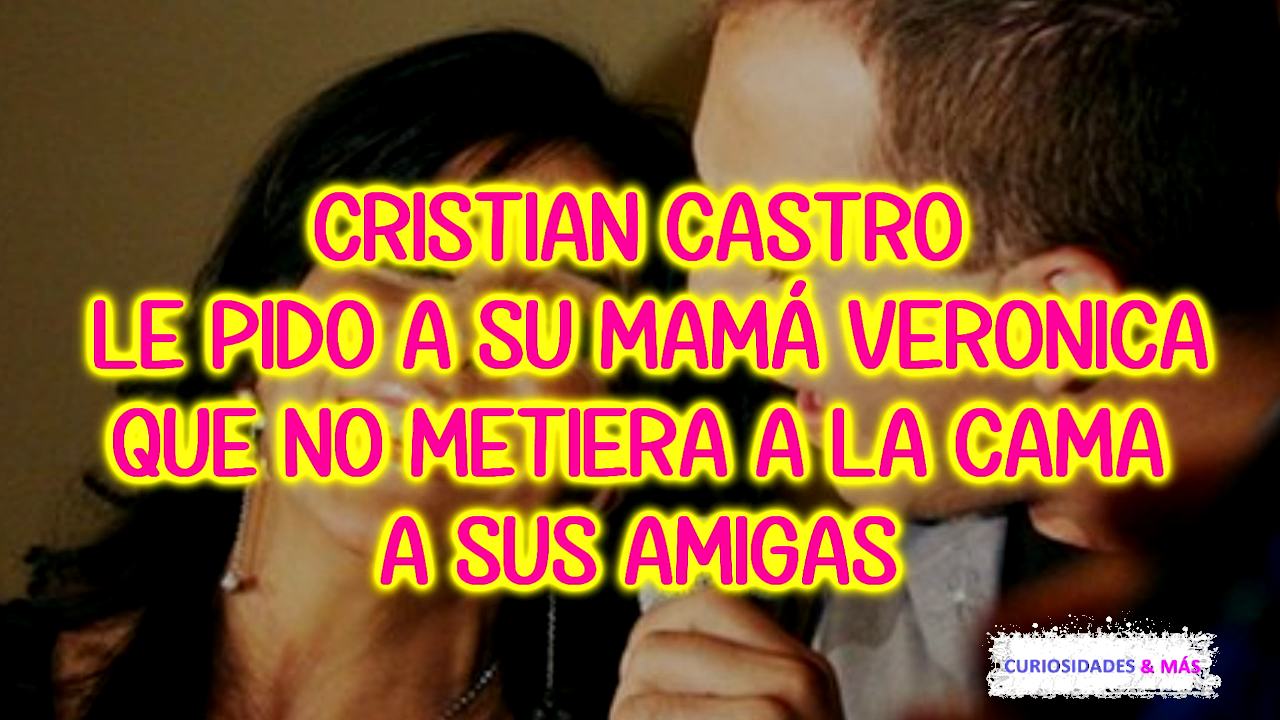 CRISTIAN CASTRO
LE PIDO A SU MAMÁ VERONICA
QUE NO METIERA A LA CAMA
A SUS AMIGAS
CURIOSIDADES & MÁS